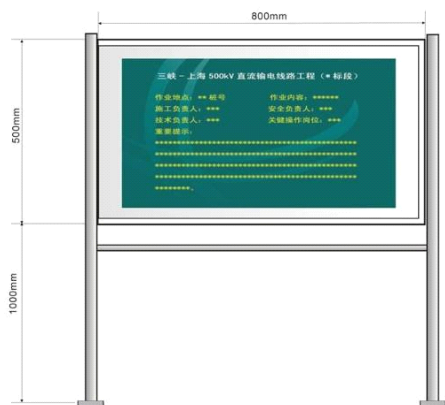 800mm
500mm
1000mm
三峡－上海 500kV 直流输电线路工程（*标段）
作业地点：** 桩号 作业内容：******
施工负责人：*** 安全负责人：***
技术负责人：*** 关键操作岗位：***
重要提示：
**************************************************
**************************************************
**************************************************
**************************************************
********。